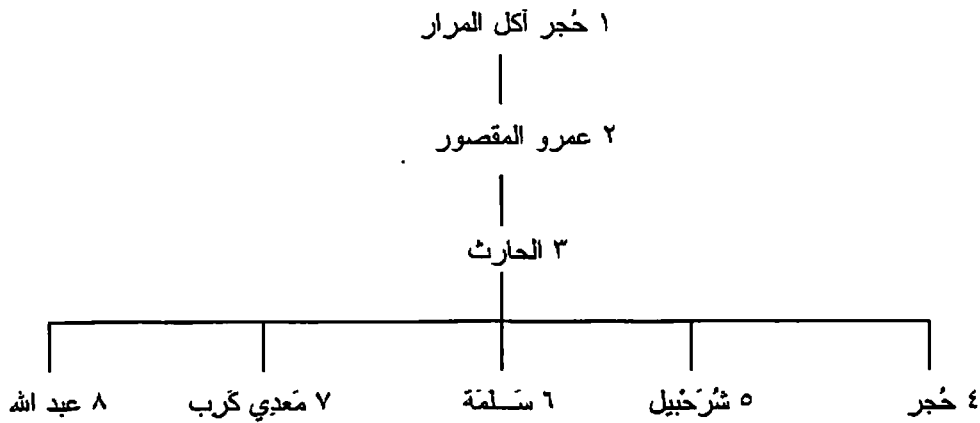 ١ حُجر آكل المرار
٢ عمرو المقصور
٣ الحارث
٤ حُجر ٥ شُرَحْبيل ٦ سَلَمَة ٧ مَعدِي كَرب ٨ عبد الله